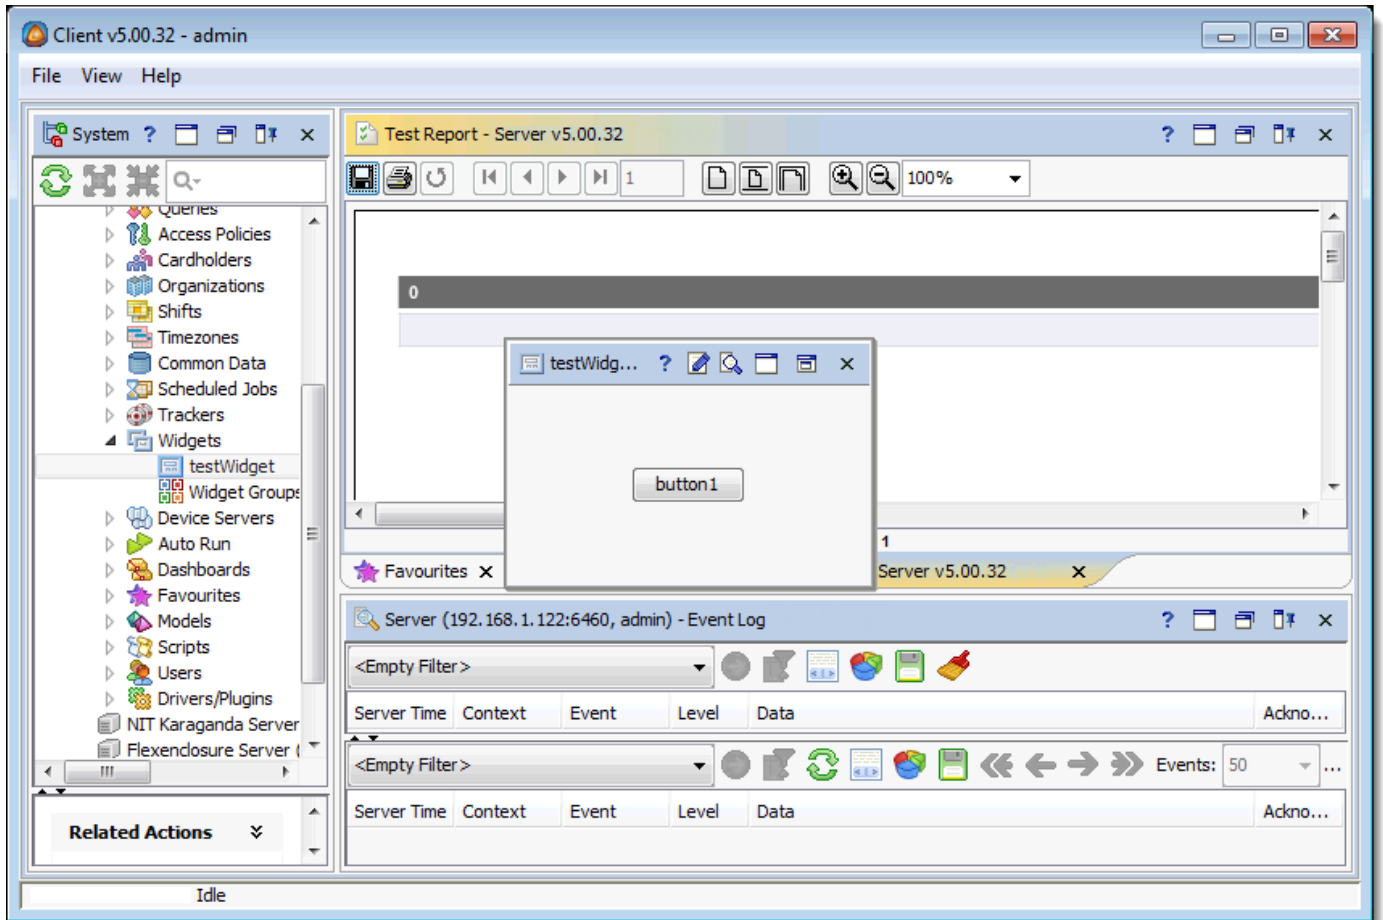 Client v5.00.32 - admin
File View Help
System ?
Queries
Access Policies
Cardholders
Organizations
Shifts
Timezones
Common Data
Scheduled Jobs
Trackers
Widgets
testWidget
Widget Groups
Device Servers
Auto Run
Dashboards
Favourites
Models
Scripts
Users
Drivers/Plugins
NIT Karaganda Server
Flexenclosure Server (
Related Actions
Test Report - Server v5.00.32 ?
1 100%
0
testWidg... ?
button1
1
Favourites Server v5.00.32
Server (192.168.1.122:6460, admin) - Event Log ?
<Empty Filter>
Server Time Context Event Level Data Ackno...
<Empty Filter> Events: 50 ...
Server Time Context Event Level Data Ackno...
Idle